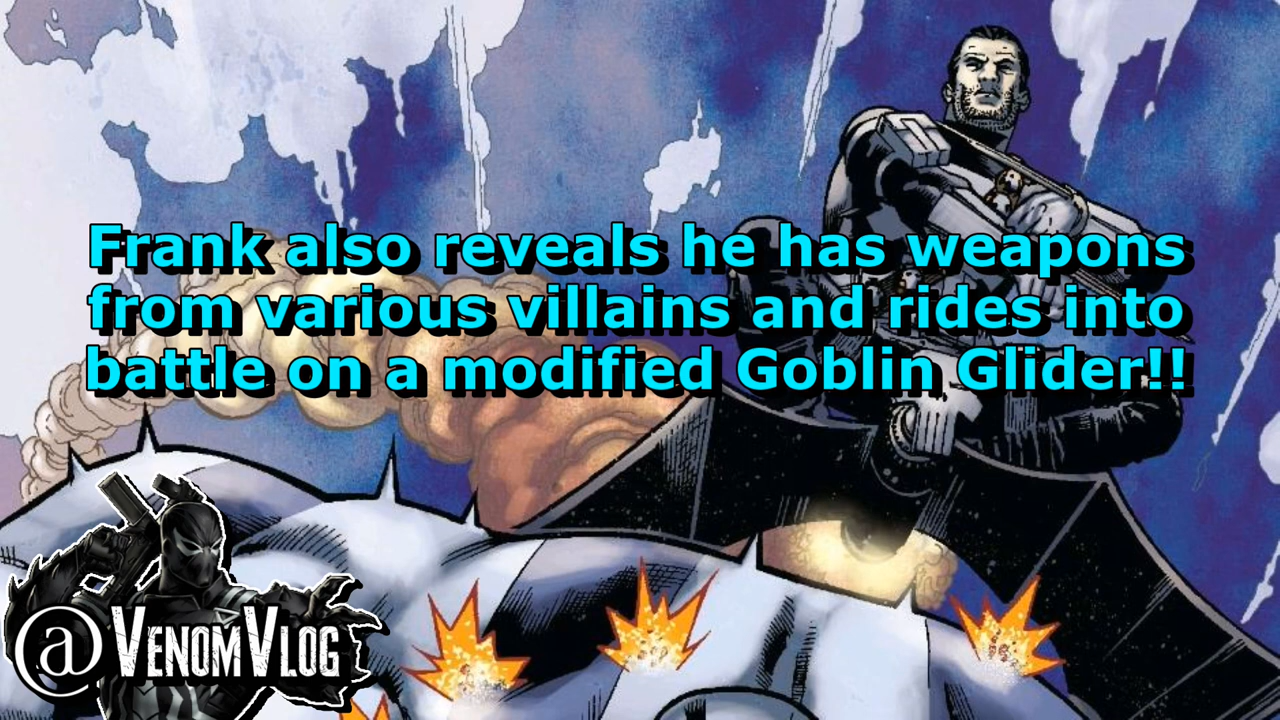 Frank also reveals he has weapons
from various villains and rides into
battle on a modified Goblin Glider!!
@VENOMVLOG